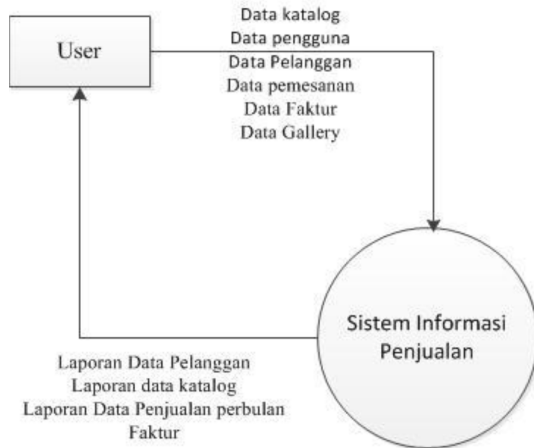 Data katalog
Data pengguna
Data Pelanggan
Data pemesanan
Data Faktur
Data Gallery
User
Sistem Informasi
Penjualan
Laporan Data Pelanggan
Laporan data katalog
Laporan Data Penjualan perbulan
Faktur